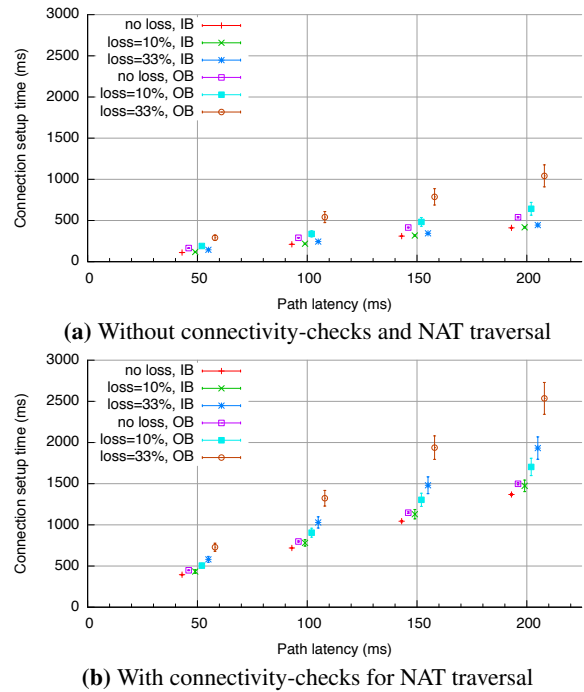 3000
2500
2000
1500
1000
500
0
Connection setup time (ms)
no loss, IB
loss=10%, IB
loss=33%, IB
no loss, OB
loss=10%, OB
loss=33%, OB
0 50 100 150 200
Path latency (ms)
(a) Without connectivity-checks and NAT traversal
3000
2500
2000
1500
1000
500
0
Connection setup time (ms)
no loss, IB
loss=10%, IB
loss=33%, IB
no loss, OB
loss=10%, OB
loss=33%, OB
0 50 100 150 200
Path latency (ms)
(b) With connectivity-checks for NAT traversal